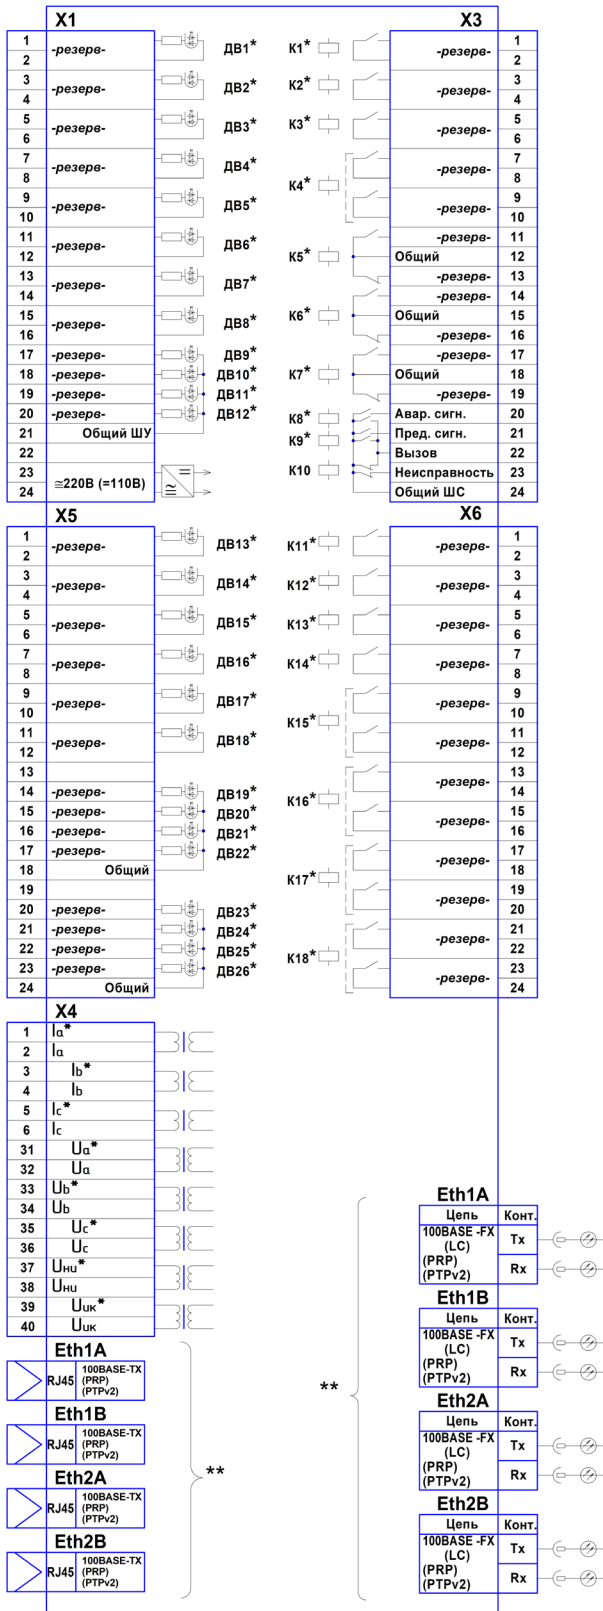 X1
1
-резерв-
2
3
-резерв-
4
5
-резерв-
6
7
-резерв-
8
9
-резерв-
10
11
-резерв-
12
13
-резерв-
14
15
-резерв-
16
17 -резерв-
18 -резерв-
19 -резерв-
20 -резерв-
21 Общий ШУ
22
23
≅220В (=110В)
24
=
≅
ДВ1*
ДВ2*
ДВ3*
ДВ4*
ДВ5*
ДВ6*
ДВ7*
ДВ8*
ДВ9*
ДВ10*
ДВ11*
ДВ12*
К1*
К2*
К3*
К4*
К5*
К6*
К7*
К8*
К9*
К10
X3
1
-резерв-
2
3
-резерв-
4
5
-резерв-
6
7
-резерв-
8
9
-резерв-
10
-резерв- 11
Общий 12
-резерв- 13
-резерв- 14
Общий 15
-резерв- 16
-резерв- 17
Общий 18
-резерв- 19
Авар. сигн. 20
Пред. сигн. 21
Вызов 22
Неисправность 23
Общий ШС 24
X5
1
-резерв-
2
3
-резерв-
4
5
-резерв-
6
7
-резерв-
8
9
-резерв-
10
11
-резерв-
12
13
14 -резерв-
15 -резерв-
16 -резерв-
17 -резерв-
18 Общий
19
20 -резерв-
21 -резерв-
22 -резерв-
23 -резерв-
24 Общий
ДВ13*
ДВ14*
ДВ15*
ДВ16*
ДВ17*
ДВ18*
ДВ19*
ДВ20*
ДВ21*
ДВ22*
ДВ23*
ДВ24*
ДВ25*
ДВ26*
К11*
К12*
К13*
К14*
К15*
К16*
К17*
К18*
X6
1
-резерв-
2
3
-резерв-
4
5
-резерв-
6
7
-резерв-
8
9
-резерв-
10
11
-резерв-
12
13
-резерв-
14
15
-резерв-
16
17
-резерв-
18
19
-резерв-
20
21
-резерв-
22
23
-резерв-
24
X4
1 Ia*
2 Ia
3 Ib*
4 Ib
5 Ic*
6 Ic
31 Ua*
32 Ua
33 Ub*
34 Ub
35 Uc*
36 Uc
37 Uни*
38 Uни
39 Uик*
40 Uик
Eth1A
RJ45
100BASE-TX
(PRP)
(PTPv2)
Eth1B
RJ45
100BASE-TX
(PRP)
(PTPv2)
Eth2A
RJ45
100BASE-TX
(PRP)
(PTPv2)
Eth2B
RJ45
100BASE-TX
(PRP)
(PTPv2)
**
**
Eth1A
Цепь Конт.
100BASE -FX
(LC)
(PRP)
(PTPv2)
Tx
Rx
Eth1B
Цепь Конт.
100BASE -FX
(LC)
(PRP)
(PTPv2)
Tx
Rx
Eth2A
Цепь Конт.
100BASE -FX
(LC)
(PRP)
(PTPv2)
Tx
Rx
Eth2B
Цепь Конт.
100BASE -FX
(LC)
(PRP)
(PTPv2)
Tx
Rx